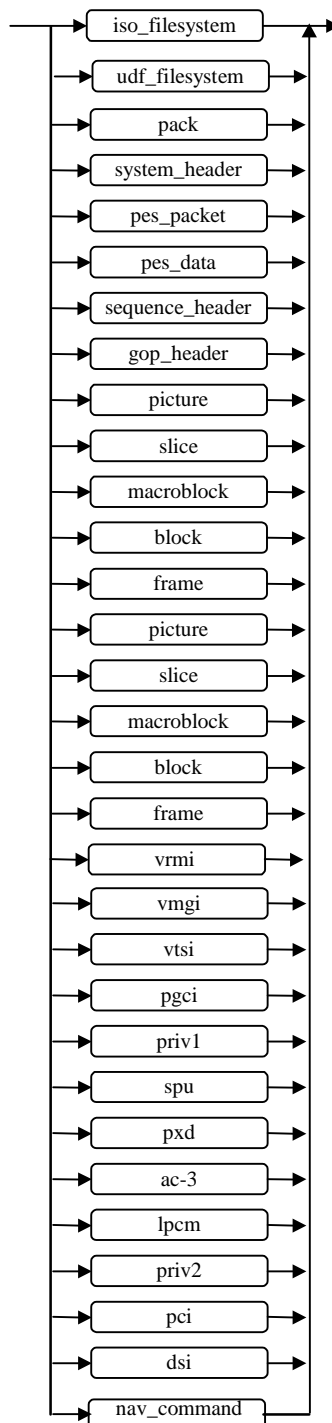 iso_filesystem
udf_filesystem
pack
system_header
pes_packet
pes_data
sequence_header
gop_header
picture
slice
macroblock
block
frame
picture
slice
macroblock
block
frame
vrmi
vmgi
vtsi
pgci
priv1
spu
pxd
ac-3
lpcm
priv2
pci
dsi
nav_command